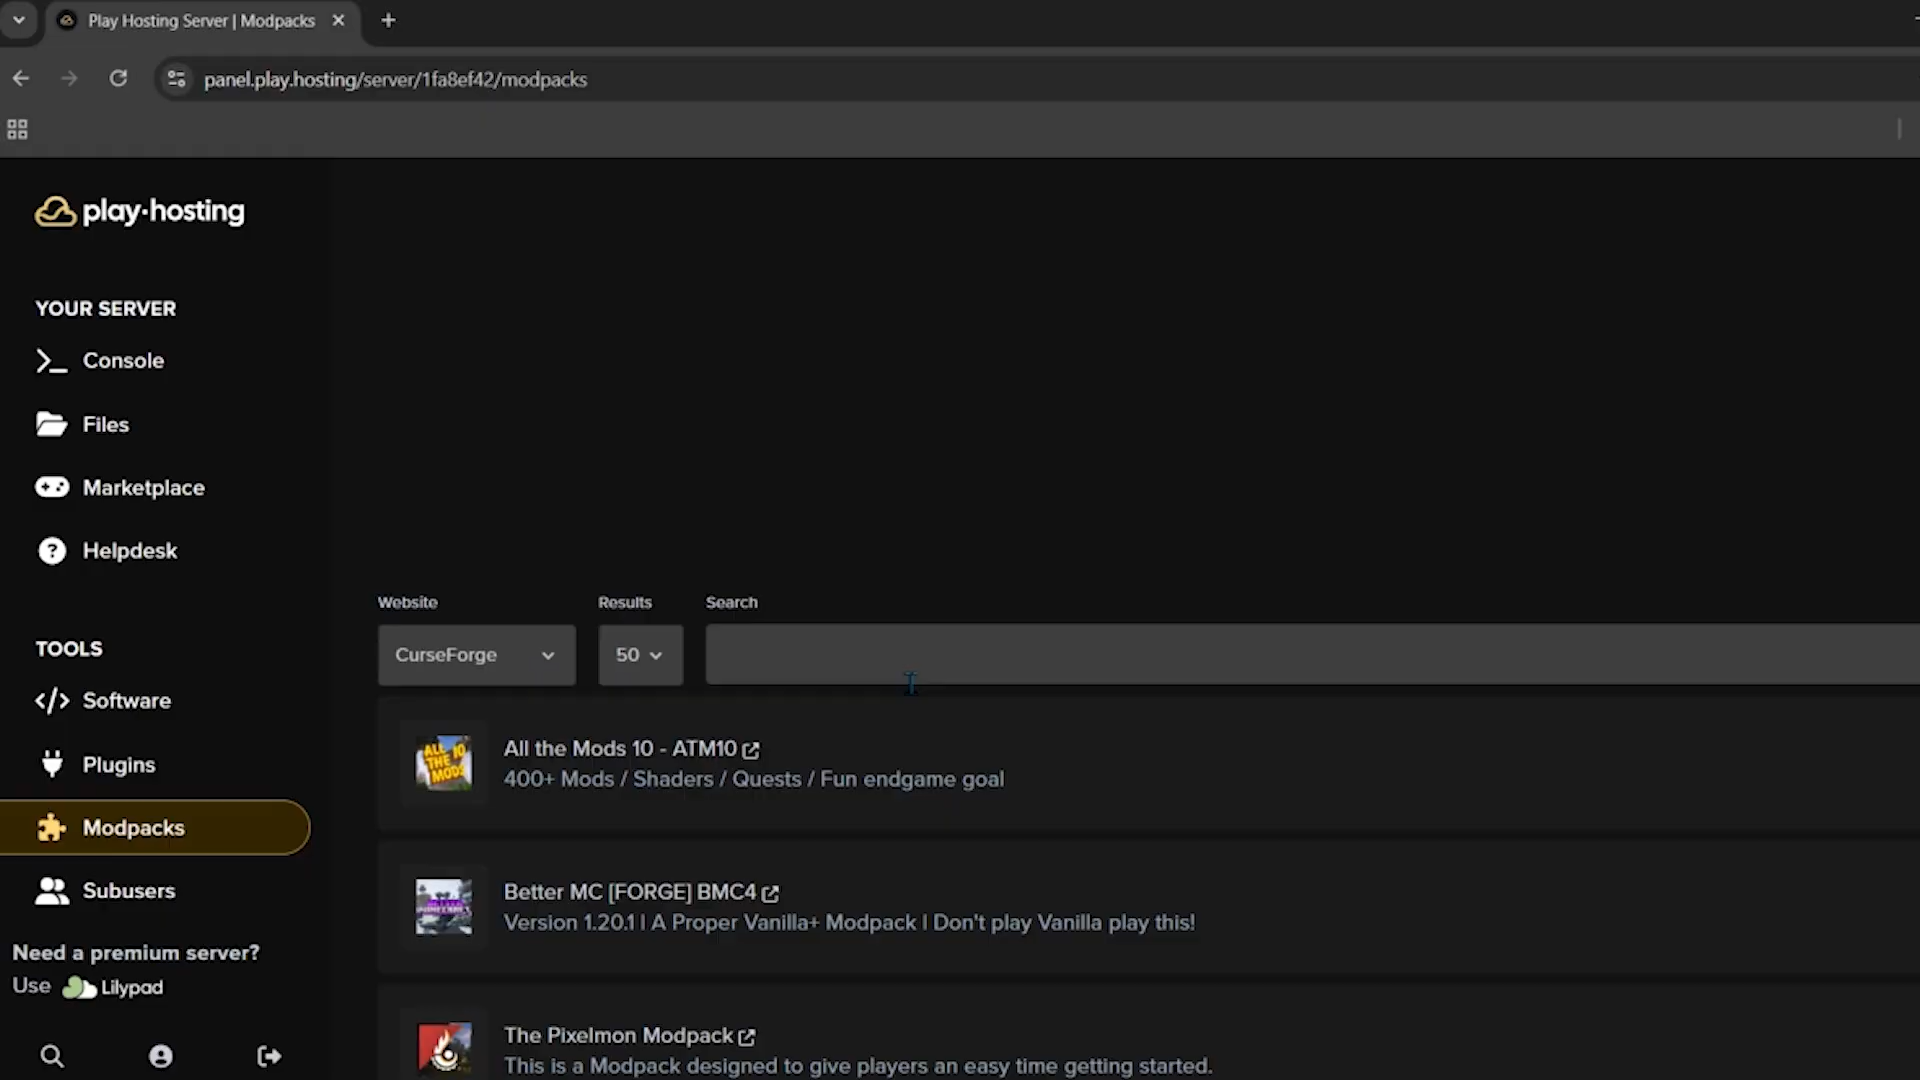 Play Hosting Server | Modpacks
panel.play.hosting/server/1fa8ef42/modpacks
play·hosting
YOUR SERVER
Console
Files
Marketplace
Helpdesk
TOOLS
Software
Plugins
Modpacks
Subusers
Need a premium server?
Use Lilypad
Website
Results
Search
CurseForge
50
ALL THE MODS 10
All the Mods 10 - ATM10
400+ Mods / Shaders / Quests / Fun endgame goal
Better MC [FORGE] BMC4
Version 1.20.1 | A Proper Vanilla+ Modpack | Don't play Vanilla play this!
The Pixelmon Modpack
This is a Modpack designed to give players an easy time getting started.